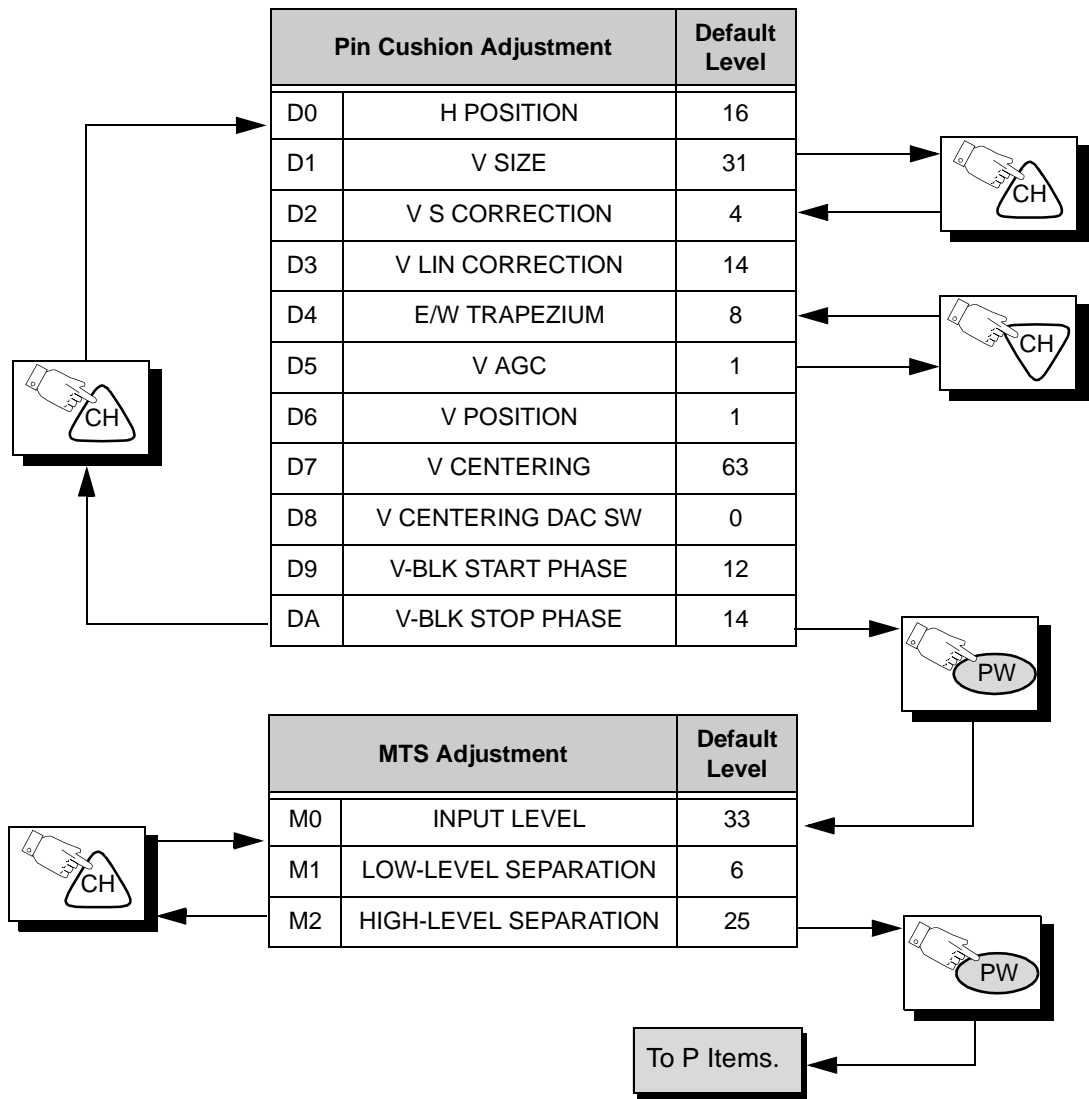 Pin Cushion Adjustment Default Level
D0 H POSITION 16
D1 V SIZE 31
CH
D2 V S CORRECTION 4
D3 V LIN CORRECTION 14
D4 E/W TRAPEZIUM 8
CH
D5 V AGC 1
CH
D6 V POSITION 1
D7 V CENTERING 63
D8 V CENTERING DAC SW 0
D9 V-BLK START PHASE 12
DA V-BLK STOP PHASE 14
PW
MTS Adjustment Default Level
M0 INPUT LEVEL 33
M1 LOW-LEVEL SEPARATION 6
CH
M2 HIGH-LEVEL SEPARATION 25
PW
To P Items.